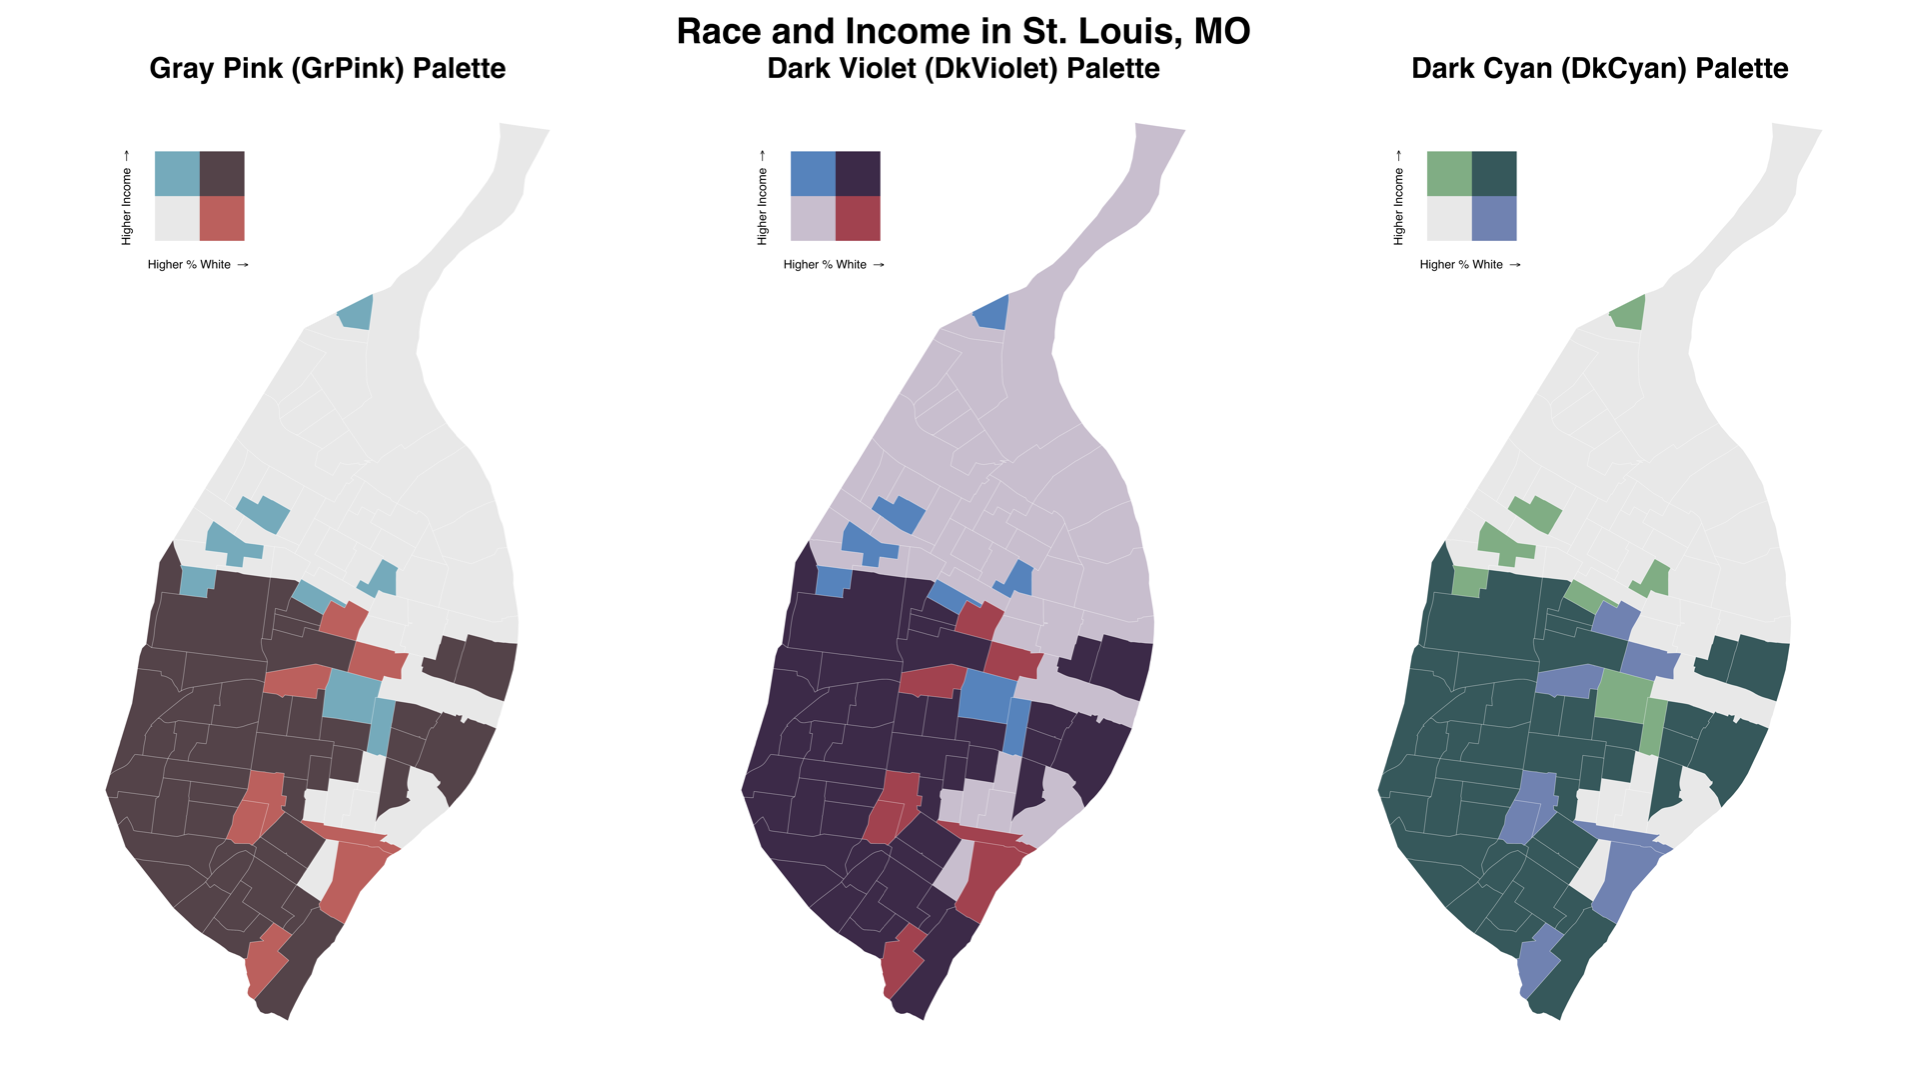 Race and Income in St. Louis, MO
Gray Pink (GrPink) Palette
Higher Income →
Higher % White →
Dark Violet (DkViolet) Palette
Higher Income →
Higher % White →
Dark Cyan (DkCyan) Palette
Higher Income →
Higher % White →